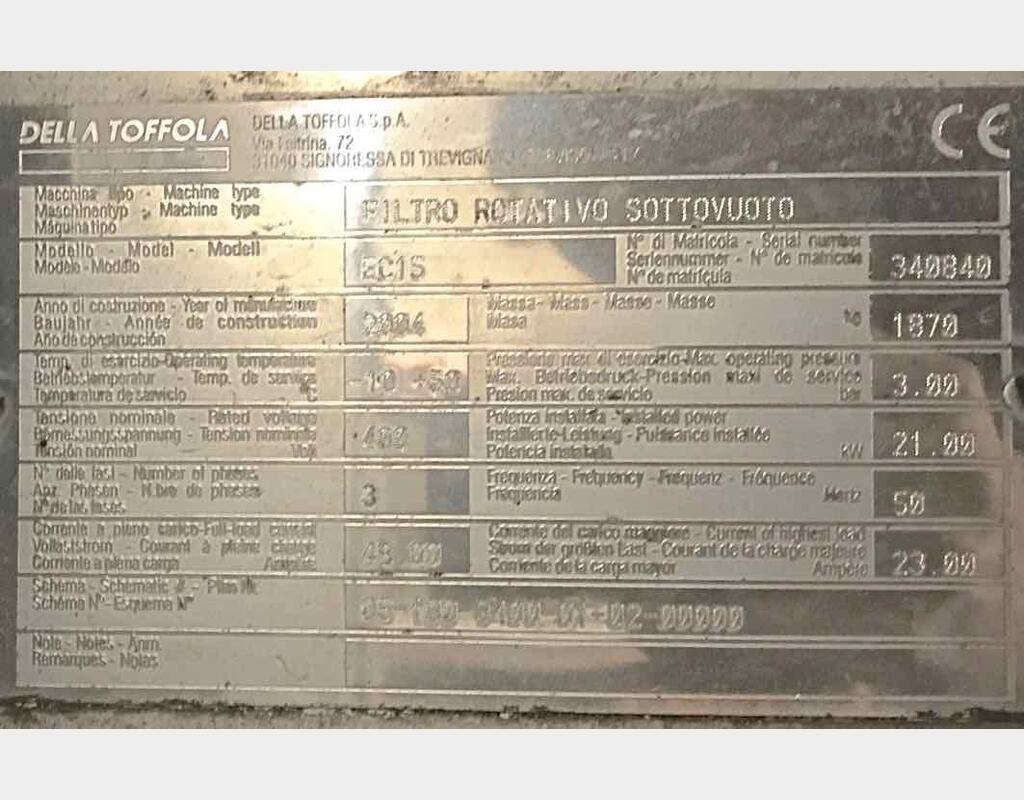 DELLA TOFFOLA
DELLA TOFFOLA S.p.A.
Via Feltrina, 72
31040 SIGNORESSA DI TREVIGNANO
CE
Macchina tipo - Machine type
Maschinentyp - Machine type
Máquina tipo
FILTRO ROTATIVO SOTTOVUOTO
Modello - Model - Modell
Modèle - Modelo
EC15
N° di Matricola - Serial number
Seriennummer - N° de matricule
N° de matrícula
340840
Anno di costruzione - Year of manufacture
Baujahr - Année de construction
Año de construcción
2004
Massa - Mass - Masse - Masse
Masa
kg
1870
Temp. di esercizio-Operating temperature
Betriebstemperatur - Temp. de service
Temperatura de servicio °C
-10 +50
Pressione max. di esercizio-Max. operating pressure
Max. Betriebsdruck-Pression maxi de service
Presion max. de servicio bar
3.00
Tensione nominale - Rated voltage
Bemessungsspannung - Tension nominale
Tensión nominal Volt
Potenza installata - Installed power
Installierte-Leistung - Puissance installée
Potencia instalada KW
21.00
N° delle fasi - Number of phases
Anz. Phasen - N.bre de phases
N° de las fases
3
Frequenza - Frequency - Frequenz - Fréquence
Frequencia Hertz
50
Corrente a pieno carico-Full-load current
Vollaststrom - Courant à pleine charge
Corriente a plena carga Ampère
45.00
Corrente del carico maggiore - Current of highest load
Strom der größten Last - Courant de la charge majeure
Corriente de la carga mayor Ampère
23.00
Schema - Schematic # - Plan Nr.
Schéma N° - Esquema N°
Note - Notes - Anm.
Remarques - Notas